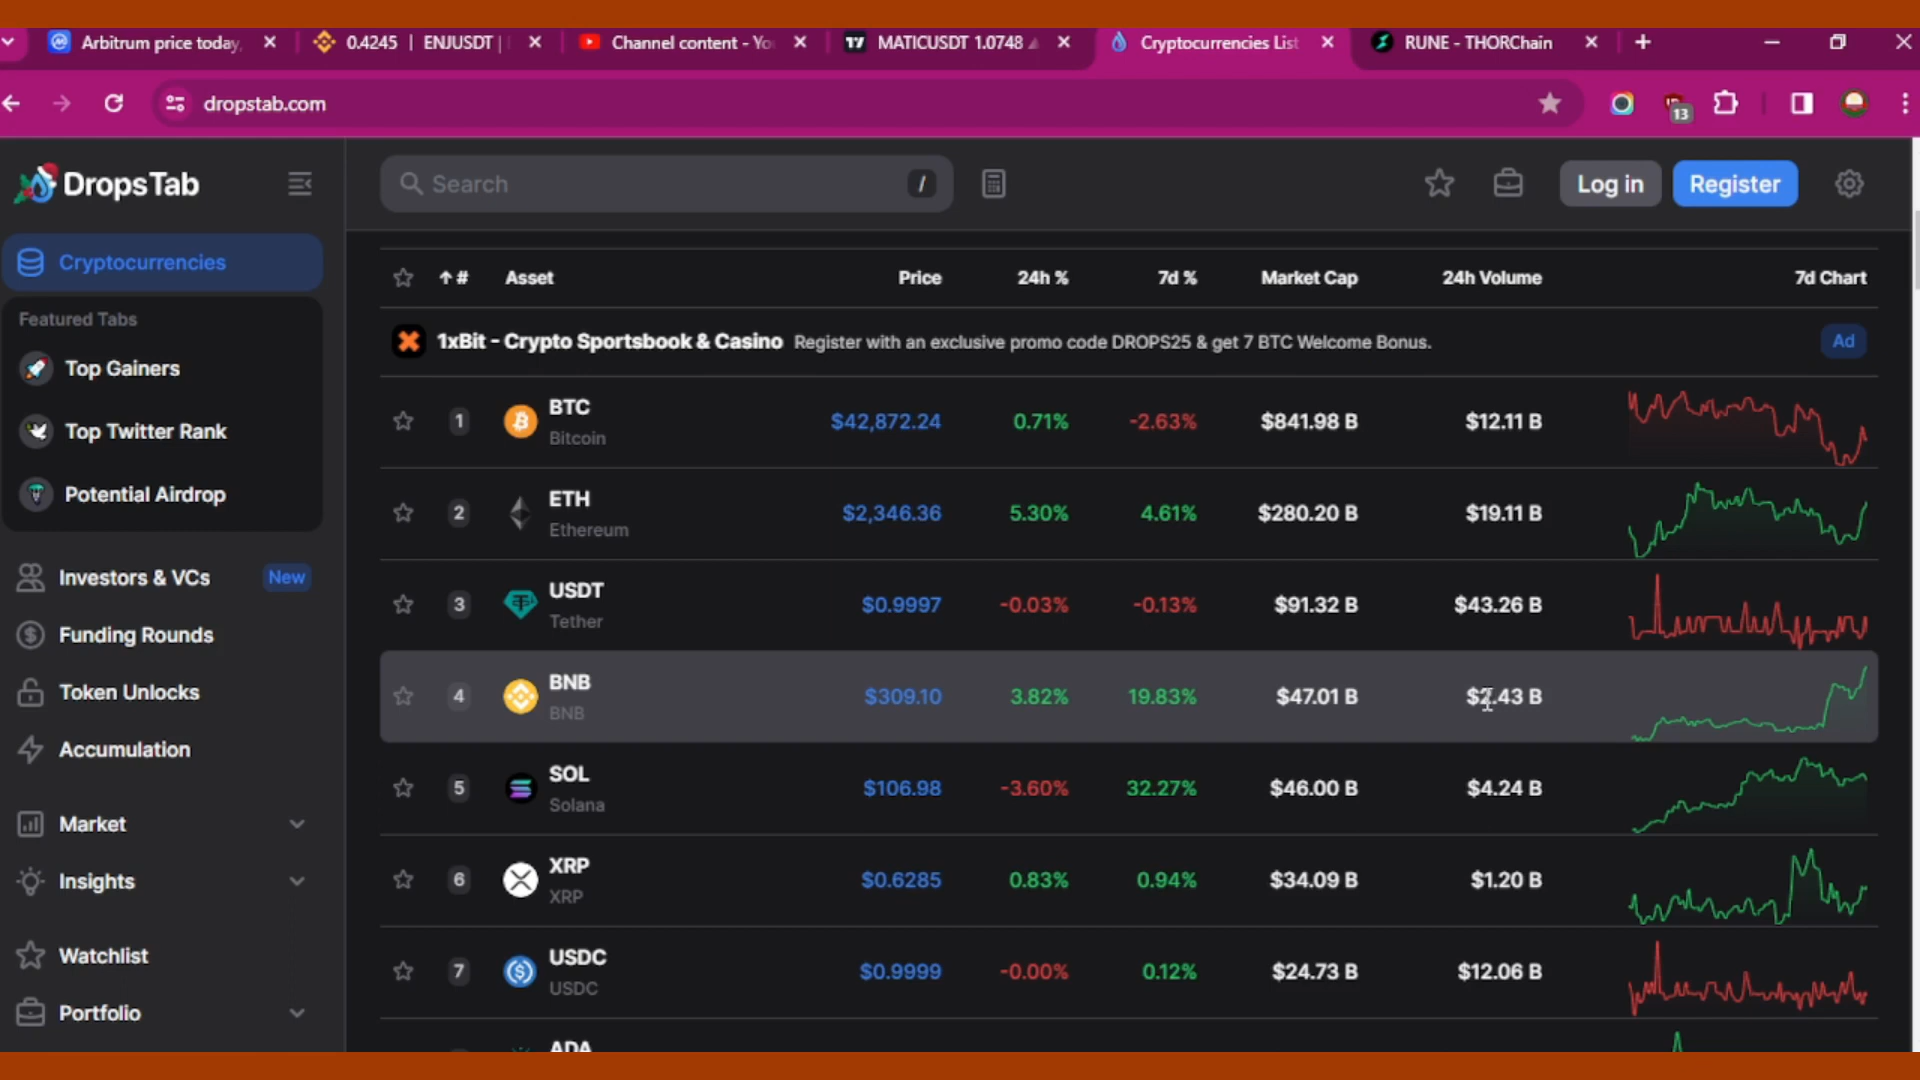 Arbitrum price today,
0.4245 | ENJUSDT |
Channel content - Yo
MATICUSDT 1.0748
Cryptocurrencies List
RUNE - THORChain
dropstab.com
13
DropsTab
Search
/
Log in
Register
Cryptocurrencies
Featured Tabs
Top Gainers
Top Twitter Rank
Potential Airdrop
Investors & VCs New
Funding Rounds
Token Unlocks
Accumulation
Market
Insights
Watchlist
Portfolio
# Asset Price 24h % 7d % Market Cap 24h Volume 7d Chart
1xBit - Crypto Sportsbook & Casino Register with an exclusive promo code DROPS25 & get 7 BTC Welcome Bonus. Ad
1 BTC $42,872.24 0.71% -2.63% $841.98 B $12.11 B
Bitcoin
2 ETH $2,346.36 5.30% 4.61% $280.20 B $19.11 B
Ethereum
3 USDT $0.9997 -0.03% -0.13% $91.32 B $43.26 B
Tether
4 BNB $309.10 3.82% 19.83% $47.01 B $2.43 B
BNB
5 SOL $106.98 -3.60% 32.27% $46.00 B $4.24 B
Solana
6 XRP $0.6285 0.83% 0.94% $34.09 B $1.20 B
XRP
7 USDC $0.9999 -0.00% 0.12% $24.73 B $12.06 B
USDC
ADA